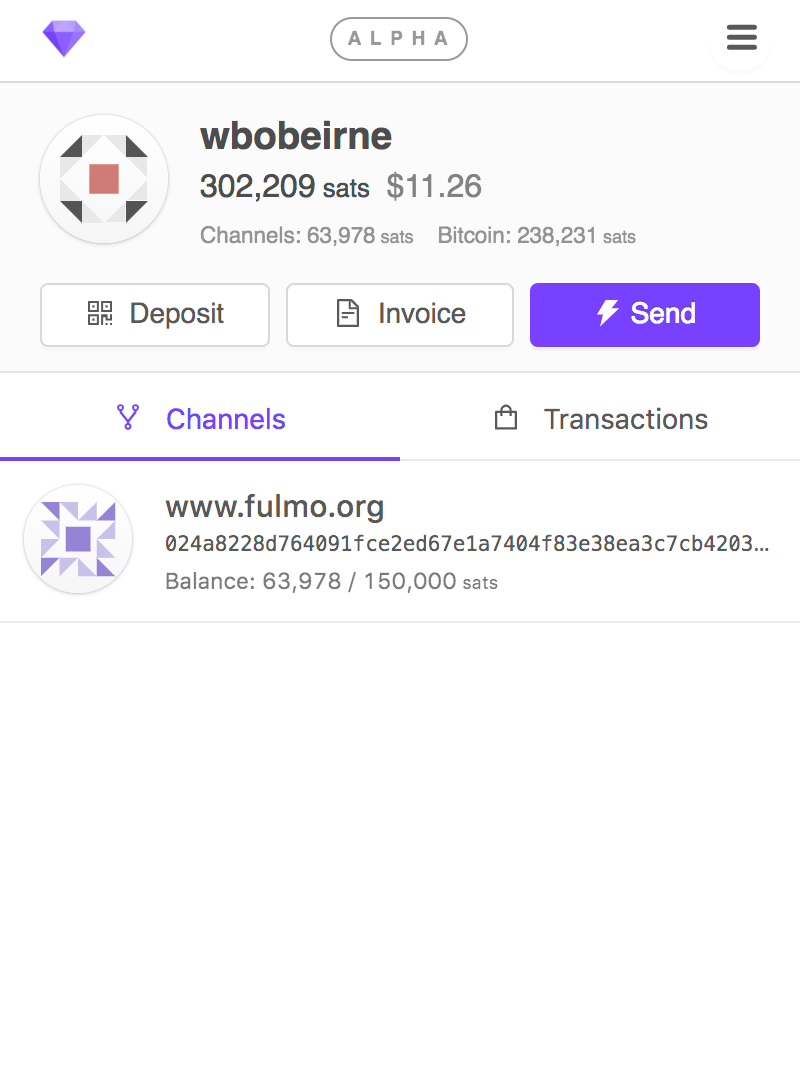 ALPHA
wbobeirne
302,209 sats $11.26
Channels: 63,978 sats Bitcoin: 238,231 sats
Deposit Invoice Send
Channels Transactions
www.fulmo.org
024a8228d764091fce2ed67e1a7404f83e38ea3c7cb4203…
Balance: 63,978 / 150,000 sats